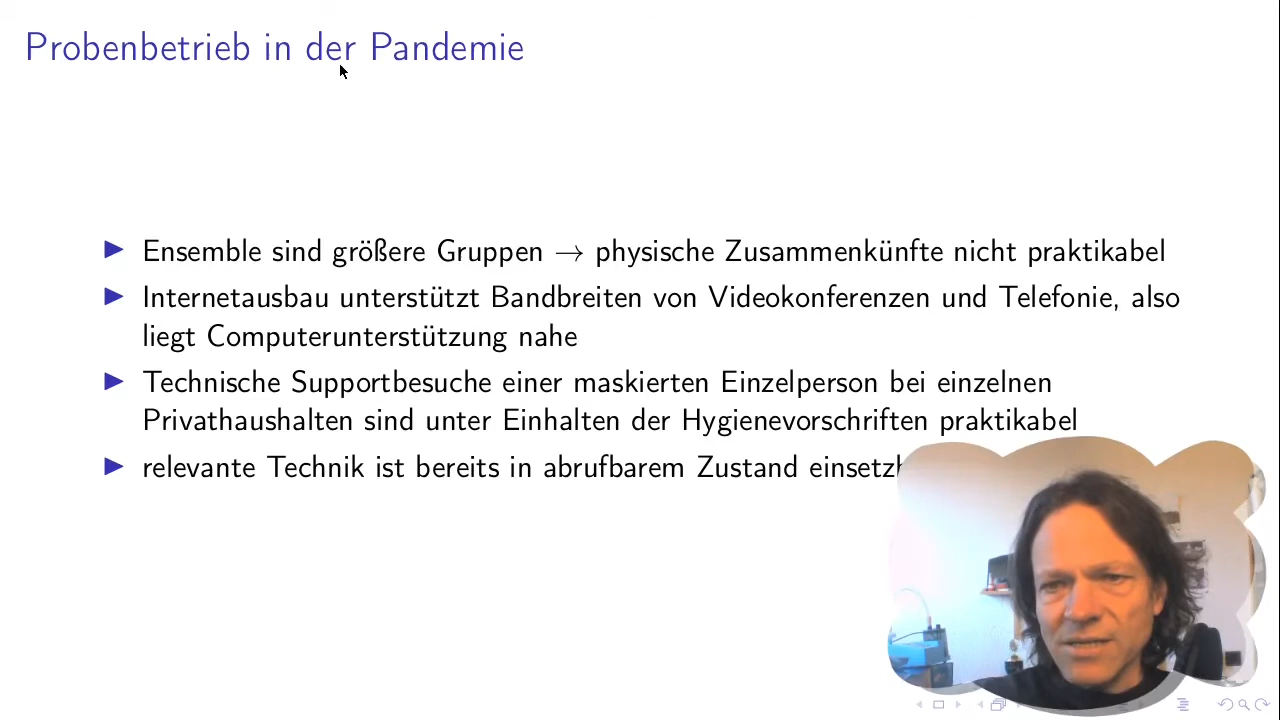 Probenbetrieb in der Pandemie
Ensemble sind größere Gruppen → physische Zusammenkünfte nicht praktikabel
Internetausbau unterstützt Bandbreiten von Videokonferenzen und Telefonie, also
liegt Computerunterstützung nahe
Technische Supportbesuche einer maskierten Einzelperson bei einzelnen
Privathaushalten sind unter Einhalten der Hygienevorschriften praktikabel
relevante Technik ist bereits in abrufbarem Zustand